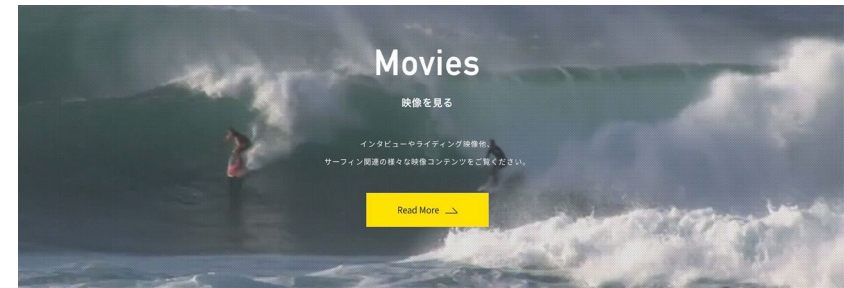 Movies
映像を見る
インタビューやライディング映像他、
サーフィン関連の様々な映像コンテンツをご覧ください。
Read More